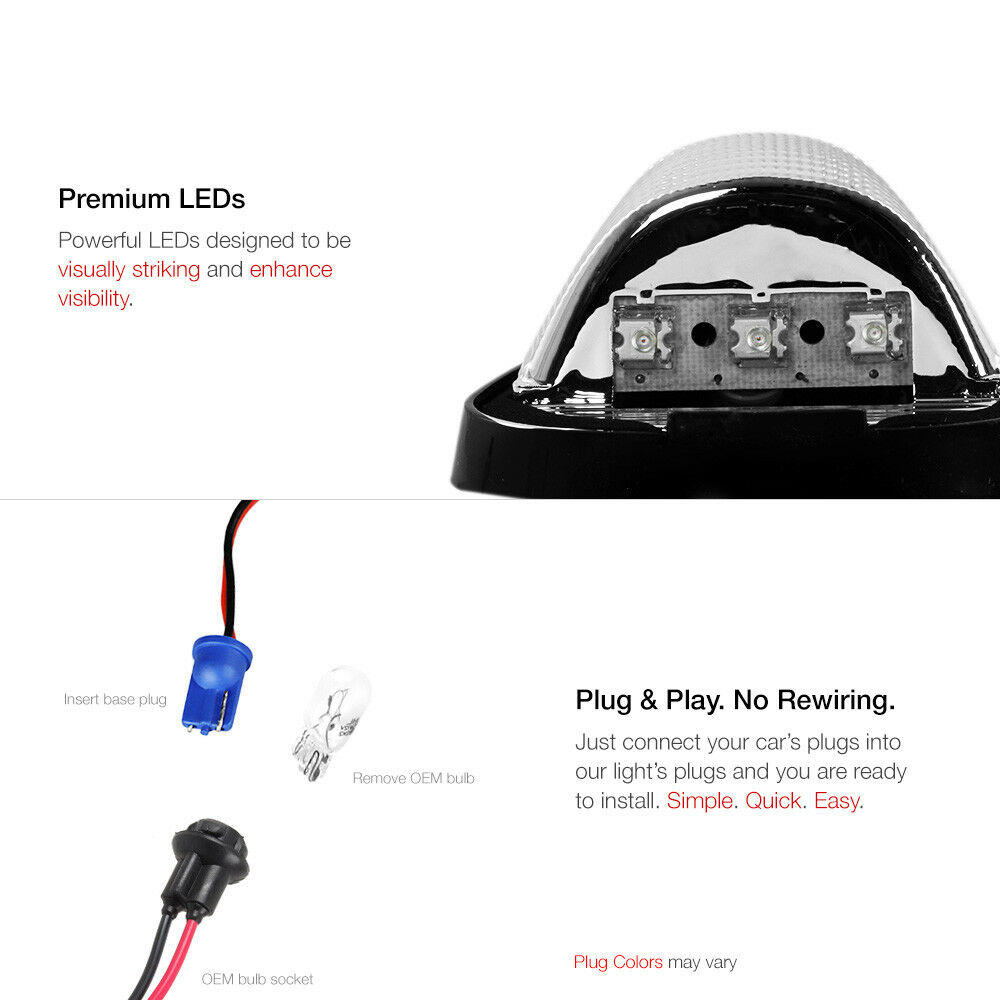 Premium LEDs
Powerful LEDs designed to be
visually striking and enhance
visibility.
Insert base plug
Remove OEM bulb
OEM bulb socket
Plug & Play. No Rewiring.
Just connect your car's plugs into
our light's plugs and you are ready
to install. Simple. Quick. Easy.
Plug Colors may vary